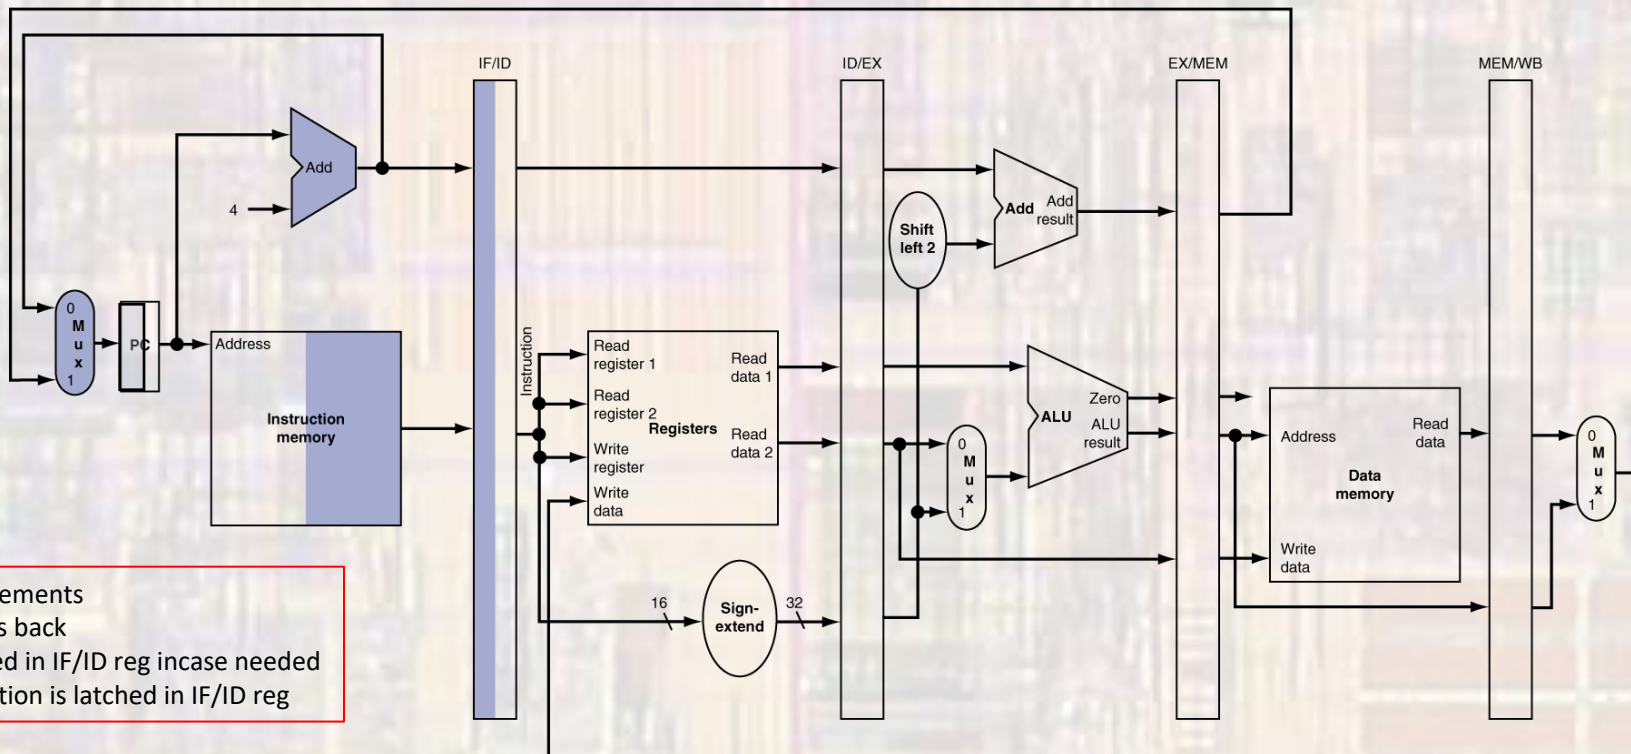 IF/ID
ID/EX
EX/MEM
MEM/WB
Add
4
Shift
left 2
Add
Add
result
0
M
u
x
1
PC
Address
Instruction
memory
Instruction
Read
register 1
Read
register 2
Write
register
Write
data
Registers
Read
data 1
Read
data 2
16
Sign-
extend
32
0
M
u
x
1
Zero
ALU
ALU
result
Address
Read
data
Data
memory
Write
data
0
M
u
x
1
ements
s back
ed in IF/ID reg incase needed
tion is latched in IF/ID reg